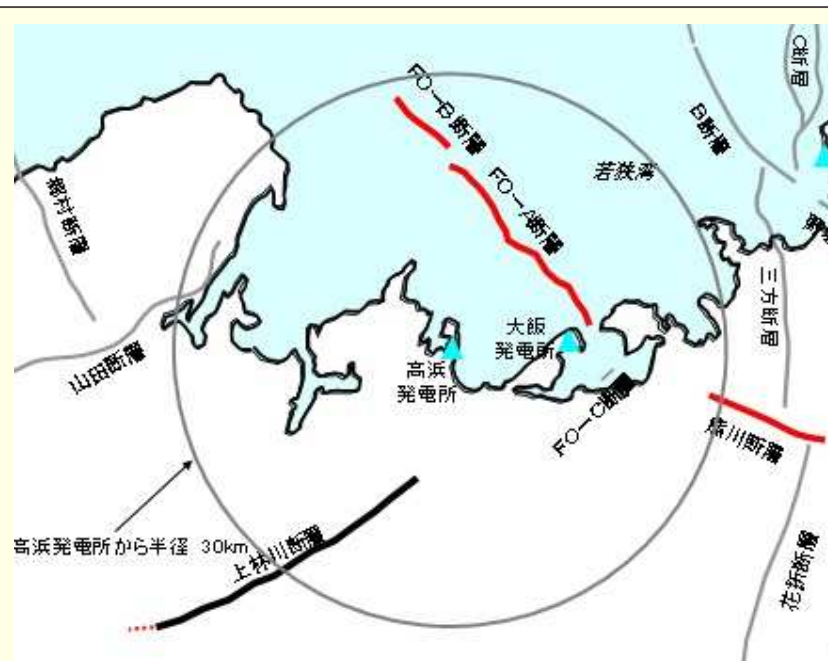 FO-B断層
FO-A断層
若狭湾
B断層
C断層
郷村断層
山田断層
三方断層
大飯
発電所
高浜
発電所
FO-C断層
熊川断層
高浜発電所から半径 30km
上林川断層
花折断層